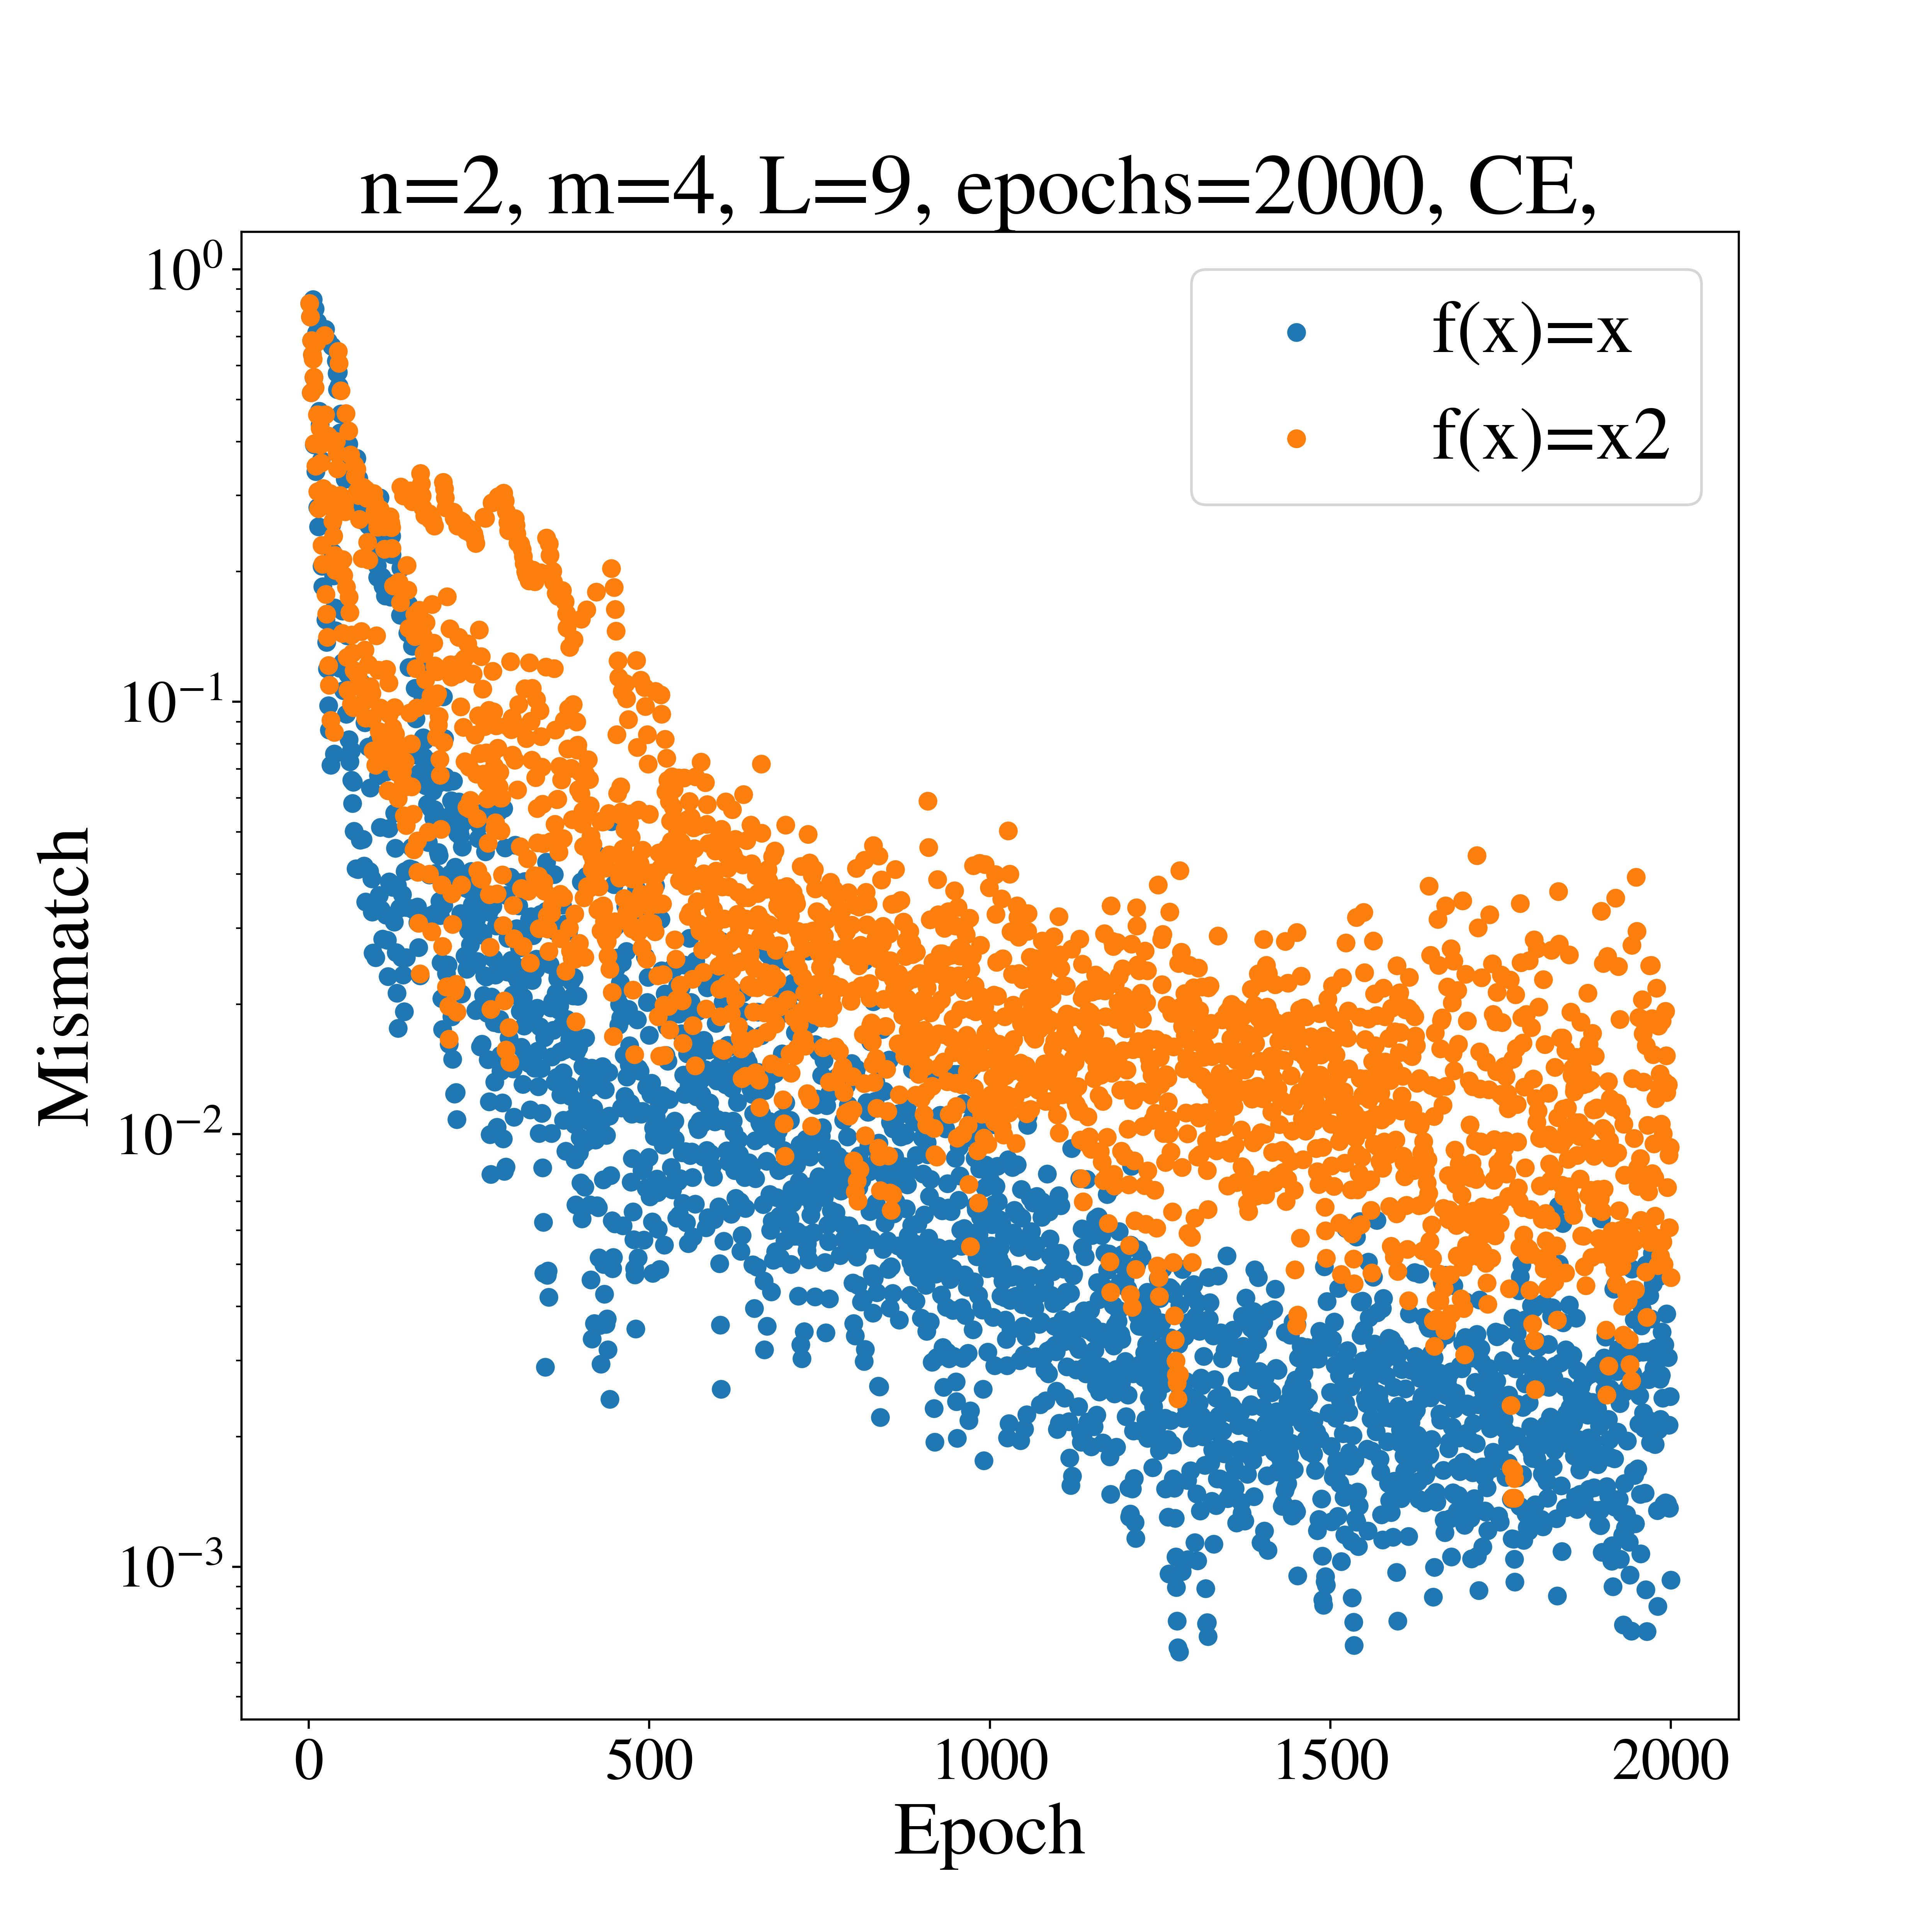 n=2, m=4, L=9, epochs=2000, CE,
10⁰
f(x)=x
f(x)=x2
10⁻¹
Mismatch
10⁻²
10⁻³
0 500 1000 1500 2000
Epoch